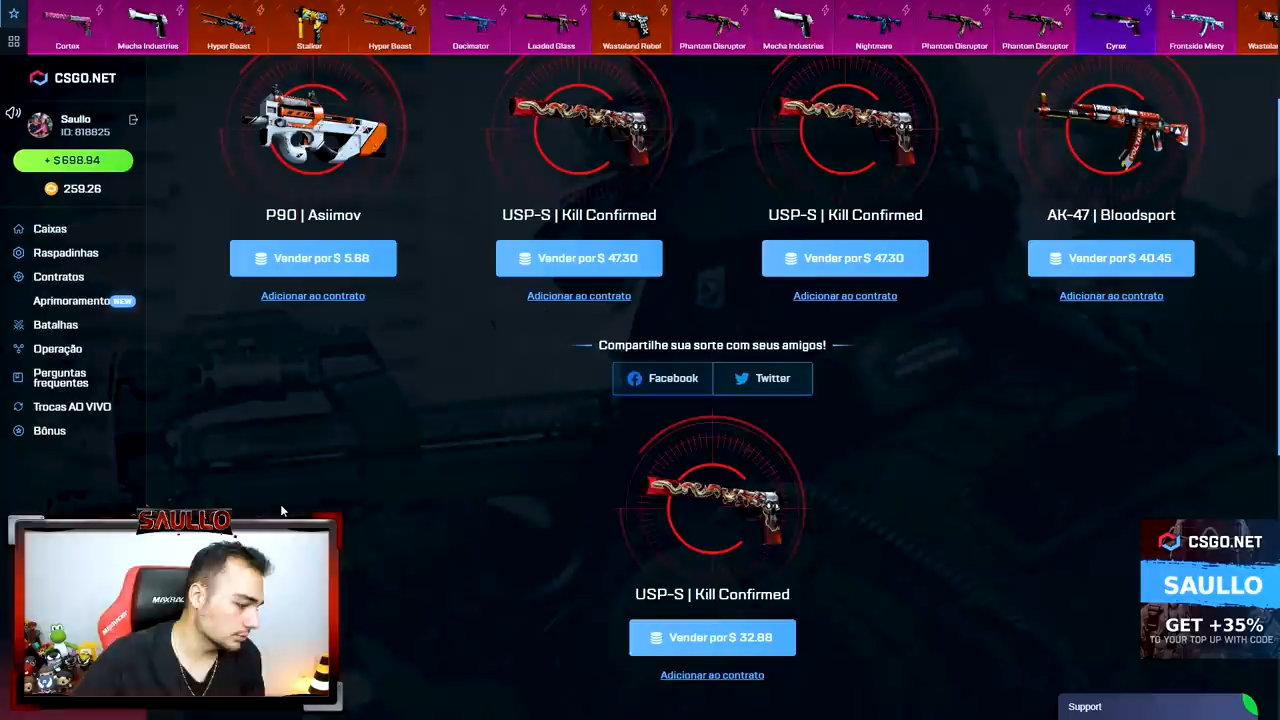 Cortex
Mecha Industries
Hyper Beast
Stalker
Hyper Beast
Decimator
Loaded Glass
Wasteland Rebel
Phantom Disruptor
Mecha Industries
Nightmare
Phantom Disruptor
Phantom Disruptor
Cyrex
Frontside Misty
CSGO.NET
Saullo
ID: 818825
+ $698.94
259.26
Caixas
Raspadinhas
Contratos
Aprimoramento NEW
Batalhas
Operação
Perguntas
frequentes
Trocas AO VIVO
Bônus
P90 | Asiimov
USP-S | Kill Confirmed
USP-S | Kill Confirmed
AK-47 | Bloodsport
Vender por $ 5.68
Vender por $ 47.30
Vender por $ 47.30
Vender por $ 40.45
Adicionar ao contrato
Adicionar ao contrato
Adicionar ao contrato
Adicionar ao contrato
Compartilhe sua sorte com seus amigos!
Facebook
Twitter
USP-S | Kill Confirmed
Vender por $ 32.88
Adicionar ao contrato
SAULLO
CSGO.NET
SAULLO
GET +35%
TO YOUR TOP UP WITH CODE
Support